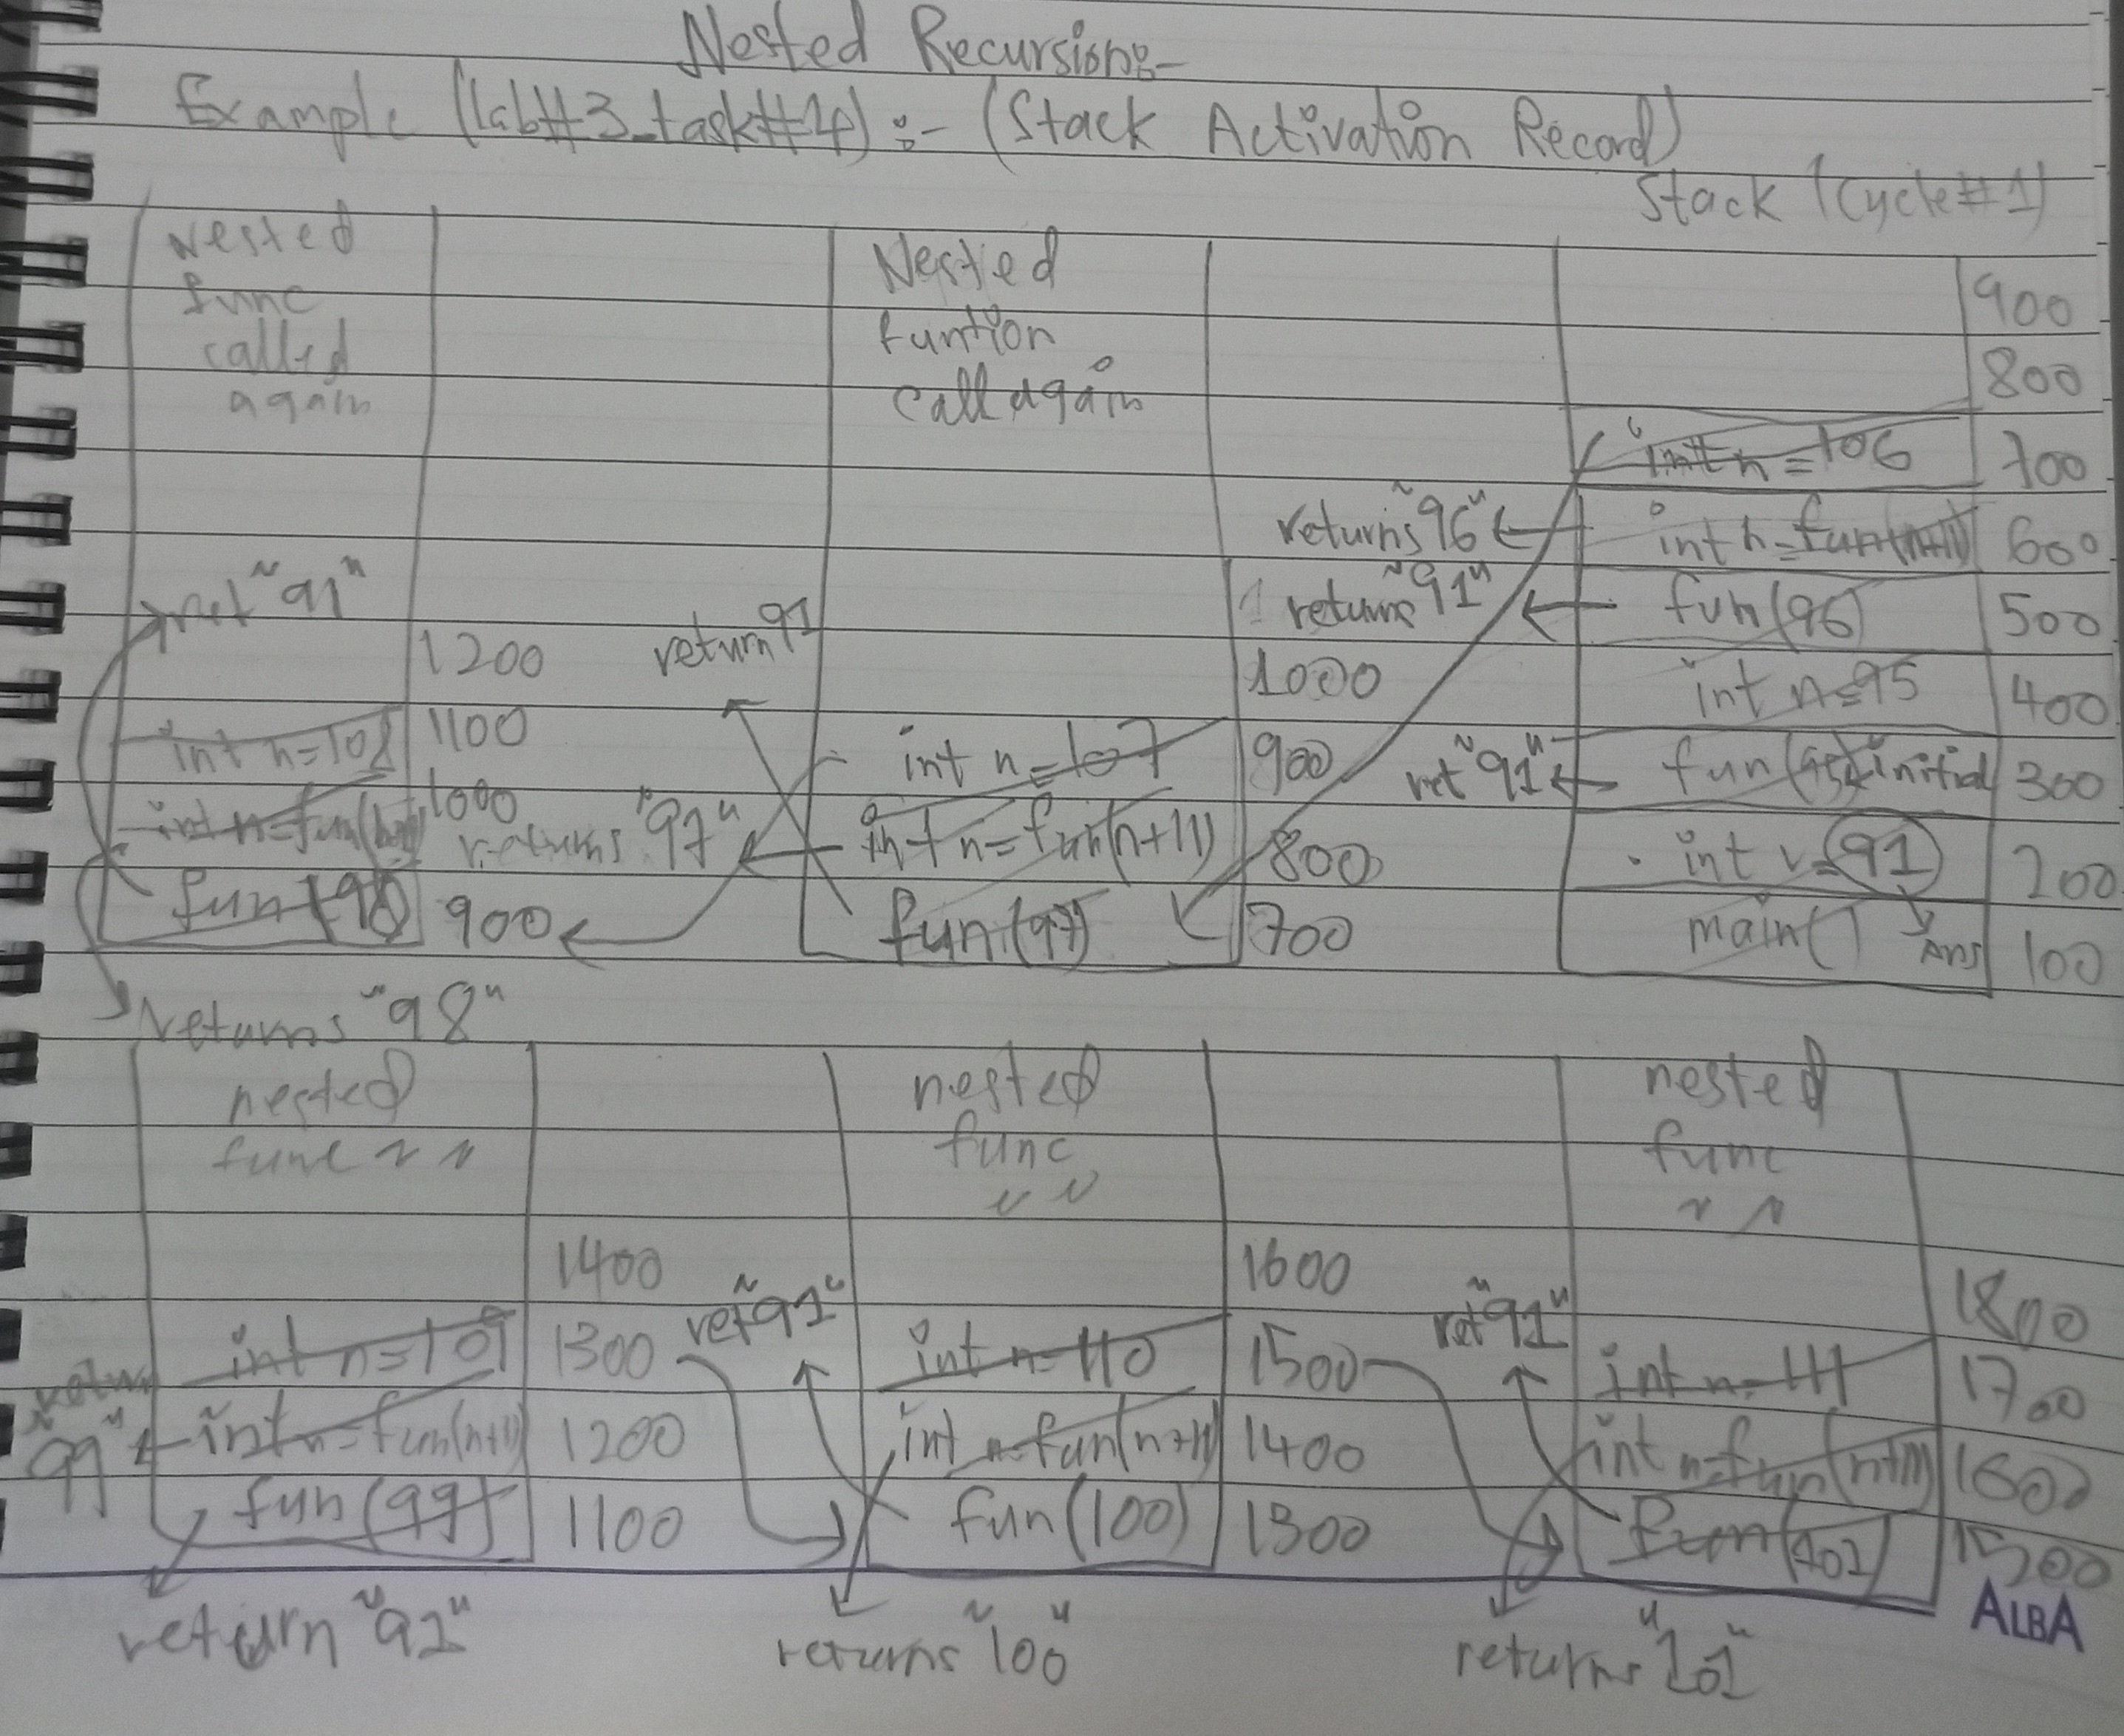 Nested Recursion:-
Example (lab#3_task#4) :- (Stack Activation Record)
Stack (Cycle#1)
Nested
func
called
again
ret "91"
1200
int n=108 1100
int n=fun(n+11) 1000
fun(98) 900
returns "98"
Nested
funtion
call again
return 91
1000
int n=107 900
returns "97"
int n=fun(n+11) 800
fun(97) 700
900
800
int n=106 700
returns "96" int n=fun(n+11) 600
returns "91" fun(96) 500
int n=95 400
ret "91" fun(95) initial 300
int v=91 200
main() Ans 100
nested
func " "
1400
int n=109 1300
return "99" int n=fun(n+11) 1200
fun(99) 1100
return "91"
nested
func
" "
1600
ret "91"
int n=110 1500
int n=fun(n+11) 1400
fun(100) 1300
returns "100"
nested
func
" "
1800
ret "91"
int n=111 1700
int n=fun(n+11) 1600
fun(101) 1500
returns "101"
ALBA